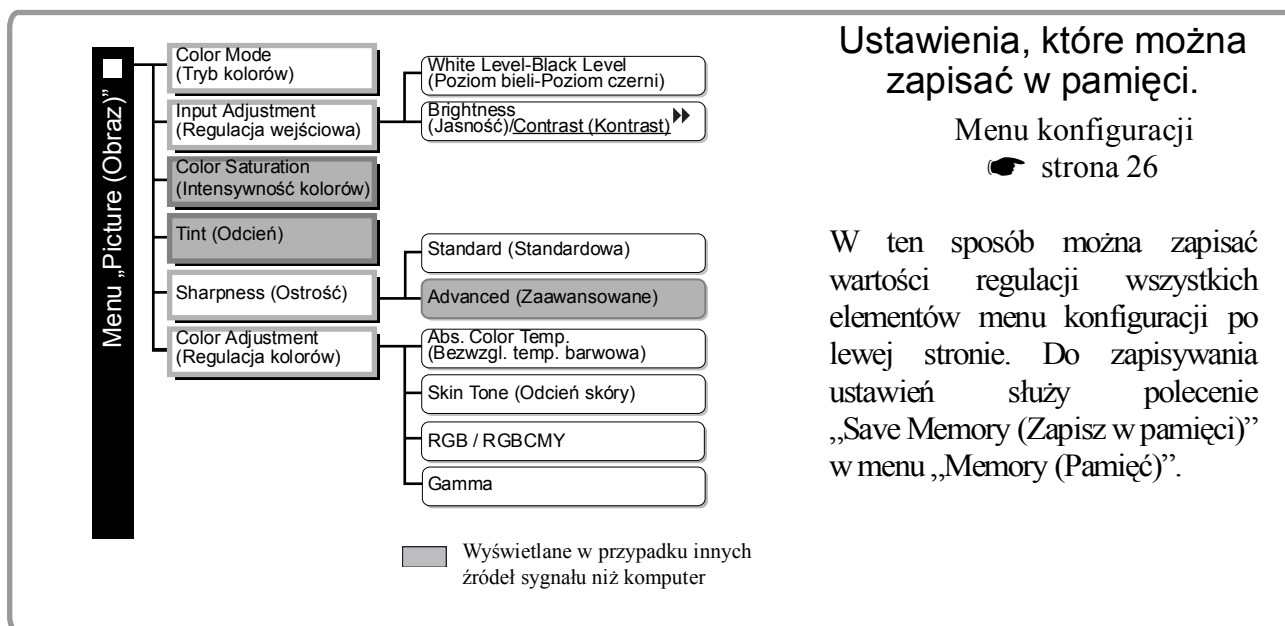 Menu „Picture (Obraz)”
Color Mode
(Tryb kolorów)
Input Adjustment
(Regulacja wejściowa)
White Level-Black Level
(Poziom bieli-Poziom czerni)
Brightness
(Jasność)/Contrast (Kontrast)
Color Saturation
(Intensywność kolorów)
Tint (Odcień)
Sharpness (Ostrość)
Standard (Standardowa)
Advanced (Zaawansowane)
Color Adjustment
(Regulacja kolorów)
Abs. Color Temp.
(Bezwzgl. temp. barwowa)
Skin Tone (Odcień skóry)
RGB / RGBCMY
Gamma
Wyświetlane w przypadku innych
źródeł sygnału niż komputer
Ustawienia, które można
zapisać w pamięci.
Menu konfiguracji
☛ strona 26
W ten sposób można zapisać
wartości regulacji wszystkich
elementów menu konfiguracji po
lewej stronie. Do zapisywania
ustawień służy polecenie
„Save Memory (Zapisz w pamięci)”
w menu „Memory (Pamięć)”.